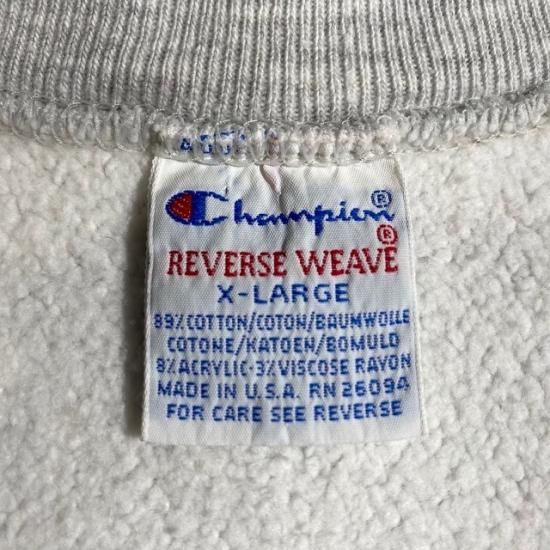 Champion®
REVERSE WEAVE®
X-LARGE
89% COTTON/COTON/BAUMWOLLE
COTONE/KATOEN/BOMULD
8% ACRYLIC-3% VISCOSE RAYON
MADE IN U.S.A. RN 26094
FOR CARE SEE REVERSE